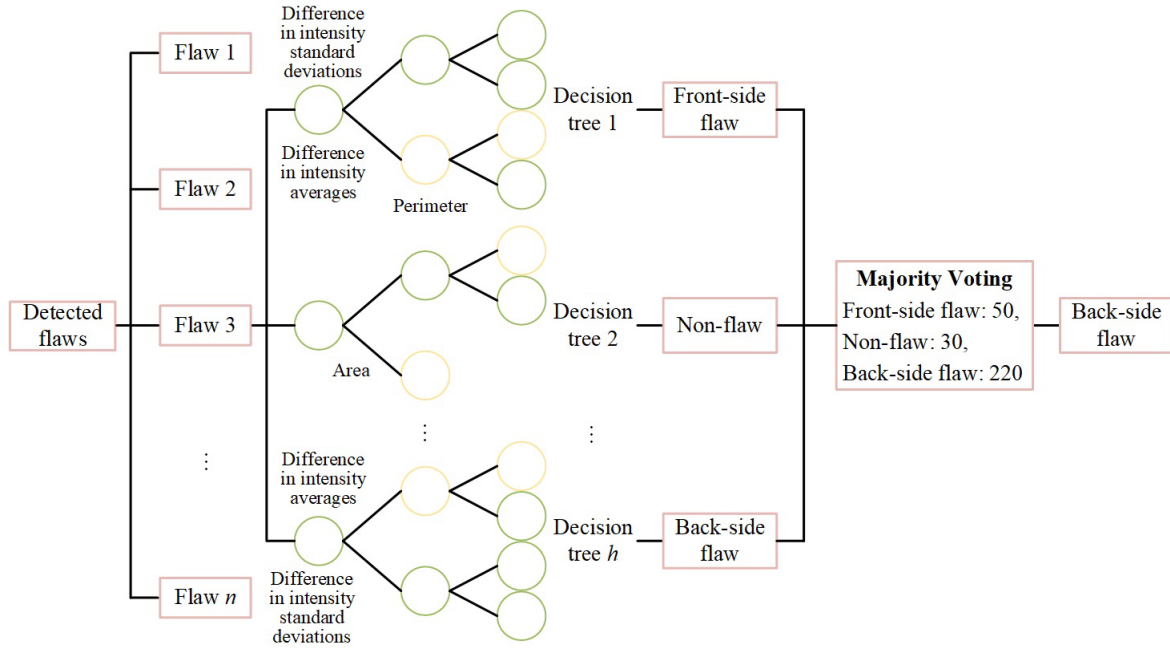 Detected
flaws
Flaw 1
Flaw 2
Flaw 3
⋮
Flaw n
Difference
in intensity
standard
deviations
Difference
in intensity
averages
Perimeter
Area
⋮
Difference
in intensity
averages
Difference
in intensity
standard
deviations
Decision
tree 1
Decision
tree 2
⋮
Decision
tree h
Front-side
flaw
Non-flaw
Back-side
flaw
Majority Voting
Front-side flaw: 50,
Non-flaw: 30,
Back-side flaw: 220
Back-side
flaw